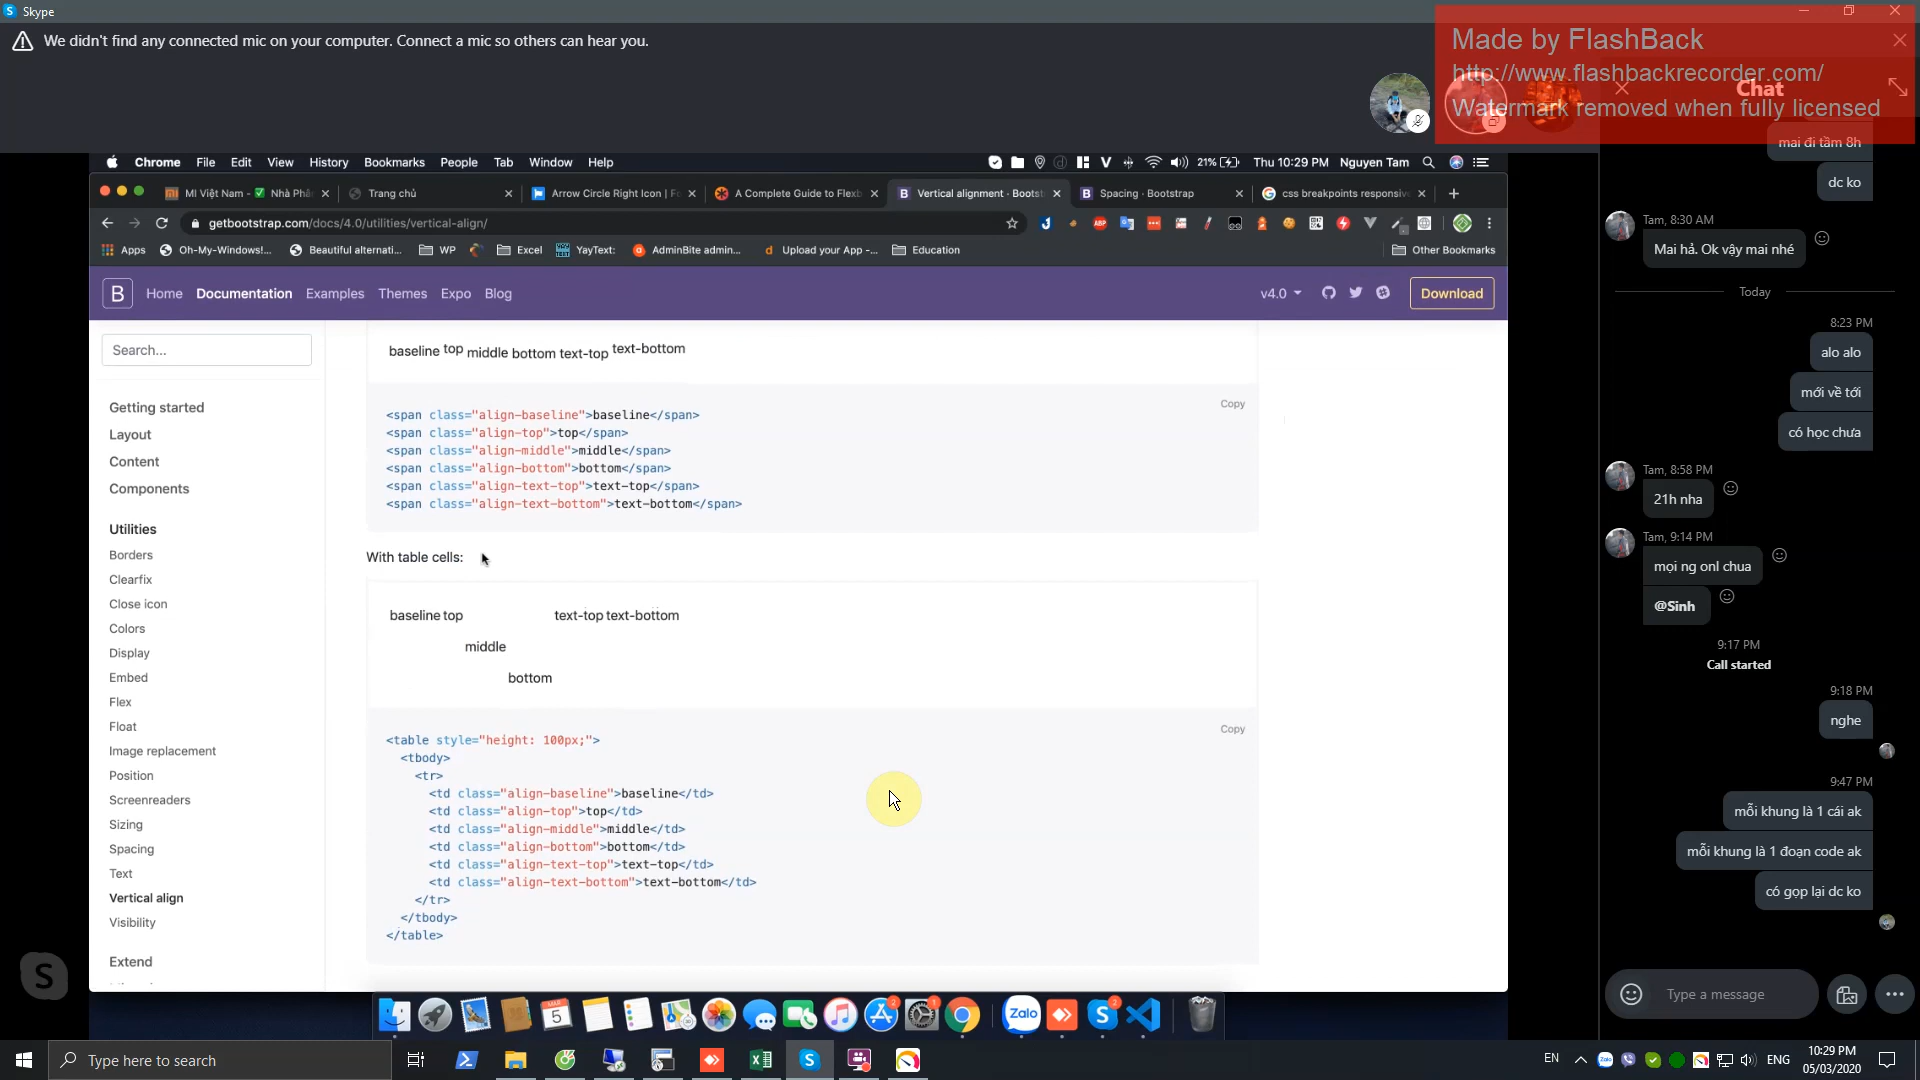 Skype
We didn't find any connected mic on your computer. Connect a mic so others can hear you.
Made by FlashBack
http://www.flashbackrecorder.com/
Watermark removed when fully licensed
Chat
Chrome File Edit View History Bookmarks People Tab Window Help
21% Thu 10:29 PM Nguyen Tam
MI Việt Nam - ✅ Nhà Phâ
Trang chủ
Arrow Circle Right Icon | Fo
A Complete Guide to Flexb
Vertical alignment · Bootst
Spacing · Bootstrap
css breakpoints responsive
getbootstrap.com/docs/4.0/utilities/vertical-align/
Apps Oh-My-Windows!... Beautiful alternati... WP Excel YayText: AdminBite admin... Upload your App -... Education Other Bookmarks
B Home Documentation Examples Themes Expo Blog v4.0 Download
Search...
Getting started
Layout
Content
Components
Utilities
Borders
Clearfix
Close icon
Colors
Display
Embed
Flex
Float
Image replacement
Position
Screenreaders
Sizing
Spacing
Text
Vertical align
Visibility
Extend
baseline top middle bottom text-top text-bottom
Copy
<span class="align-baseline">baseline</span>
<span class="align-top">top</span>
<span class="align-middle">middle</span>
<span class="align-bottom">bottom</span>
<span class="align-text-top">text-top</span>
<span class="align-text-bottom">text-bottom</span>
With table cells:
baseline top text-top text-bottom
middle
bottom
Copy
<table style="height: 100px;">
<tbody>
<tr>
<td class="align-baseline">baseline</td>
<td class="align-top">top</td>
<td class="align-middle">middle</td>
<td class="align-bottom">bottom</td>
<td class="align-text-top">text-top</td>
<td class="align-text-bottom">text-bottom</td>
</tr>
</tbody>
</table>
mai đi tầm 8h
dc ko
Tam, 8:30 AM
Mai hả. Ok vậy mai nhé
Today
8:23 PM
alo alo
mới về tới
có học chưa
Tam, 8:58 PM
21h nha
Tam, 9:14 PM
mọi ng onl chua
@Sinh
9:17 PM
Call started
9:18 PM
nghe
9:47 PM
mỗi khung là 1 cái ak
mỗi khung là 1 đoạn code ak
có gọp lại dc ko
Type a message
MAR
5
Zalo
2
1
2
Type here to search
EN
ENG
10:29 PM
05/03/2020